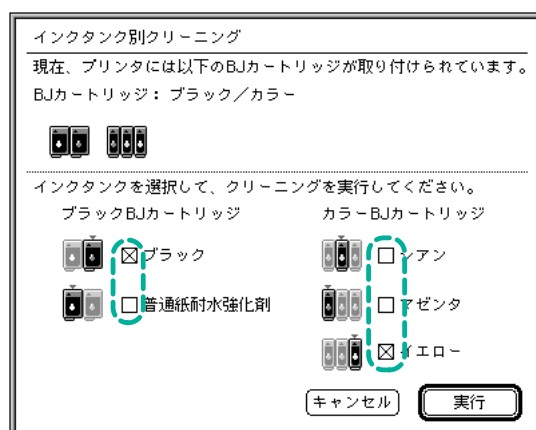 インクタンク別クリーニング
現在、プリンタには以下のBJカートリッジが取り付けられています。
BJカートリッジ： ブラック／カラー
インクタンクを選択して、クリーニングを実行してください。
ブラックBJカートリッジ
カラーBJカートリッジ
ブラック
シアン
普通紙耐水強化剤
マゼンタ
イエロー
キャンセル
実行